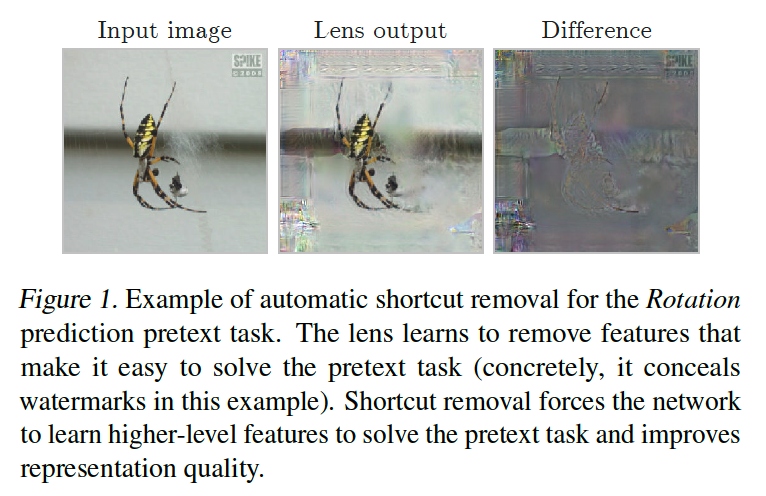 Input image Lens output Difference
SPIKE
Figure 1. Example of automatic shortcut removal for the Rotation
prediction pretext task. The lens learns to remove features that
make it easy to solve the pretext task (concretely, it conceals
watermarks in this example). Shortcut removal forces the network
to learn higher-level features to solve the pretext task and improves
representation quality.